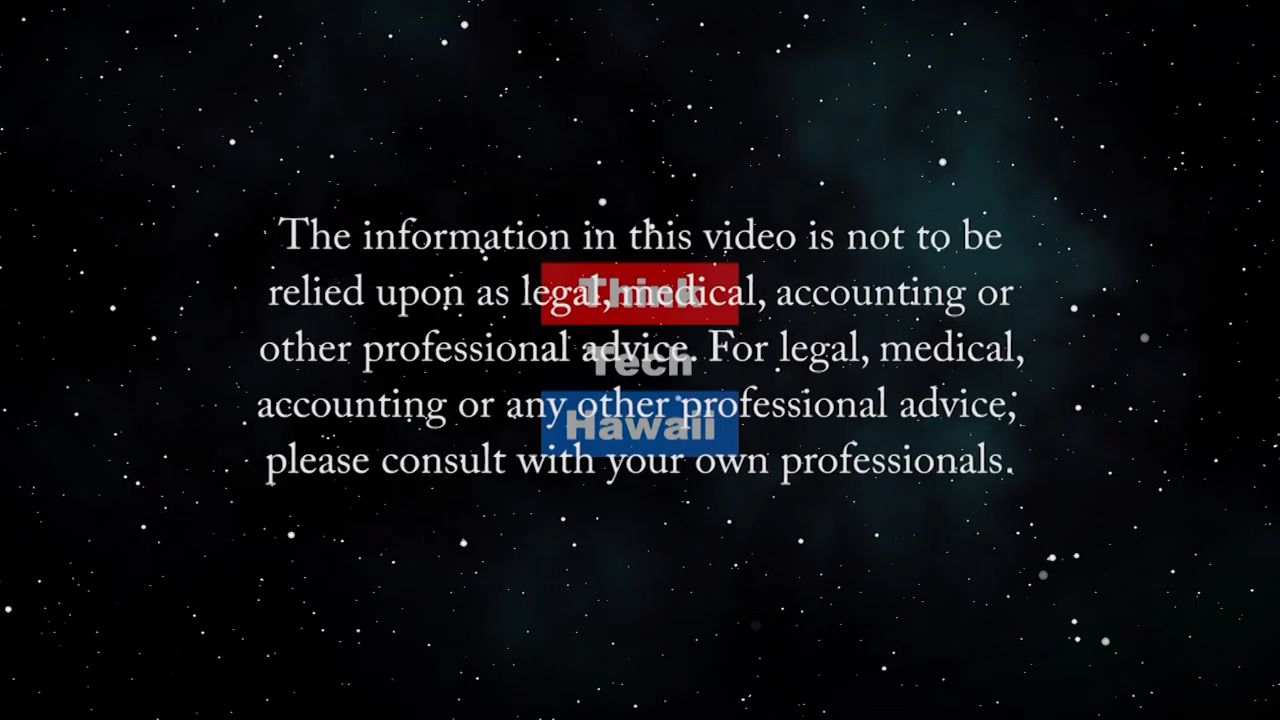 The information in this video is not to be
relied upon as legal, medical, accounting or
other professional advice. For legal, medical,
accounting or any other professional advice,
please consult with your own professionals.
Think
Tech
Hawaii